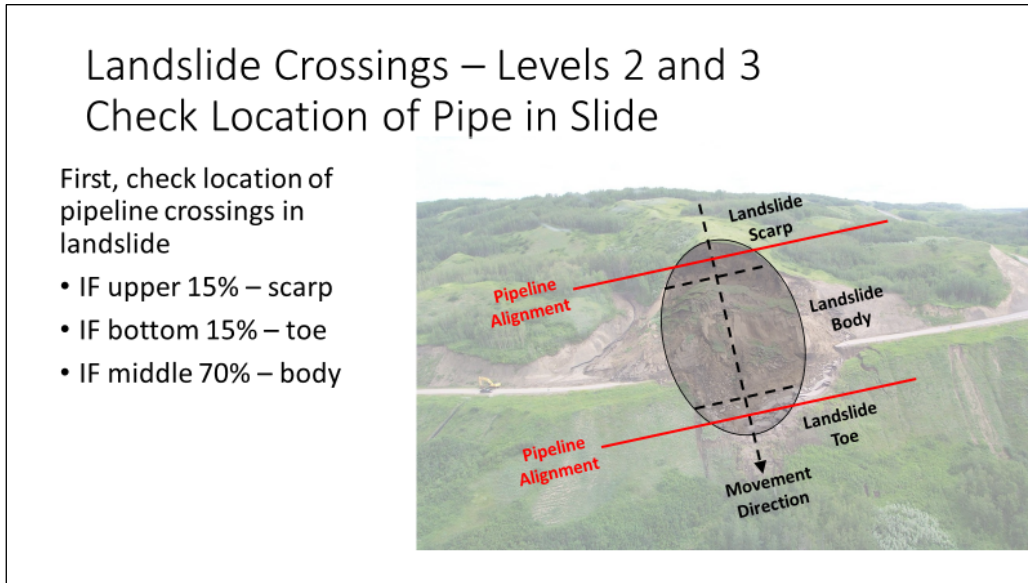 Landslide Crossings – Levels 2 and 3
Check Location of Pipe in Slide
First, check location of
pipeline crossings in
landslide
• IF upper 15% – scarp
• IF bottom 15% – toe
• IF middle 70% – body
Landslide
Scarp
Pipeline
Alignment
Landslide
Body
Landslide
Toe
Pipeline
Alignment
Movement
Direction